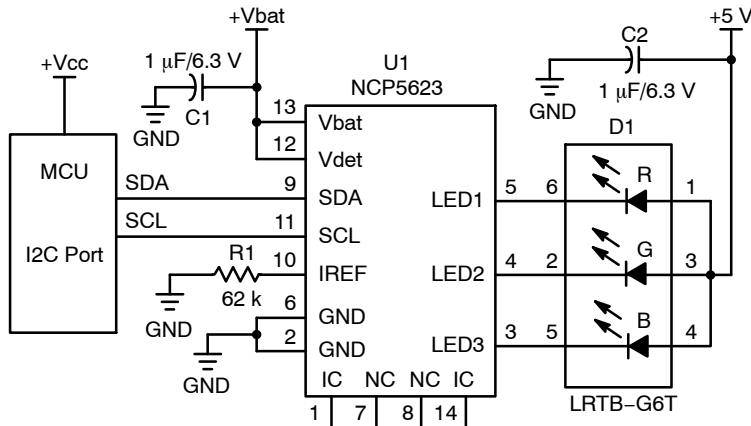 +Vbat
+5 V
C2
+Vcc
1 µF/6.3 V
U1
NCP5623
GND
1 µF/6.3 V
GND
C1
13
Vbat
D1
12
Vdet
MCU
SDA
9
SDA
LED1
5
6
R
1
SCL
11
SCL
I2C Port
R1
10
IREF
LED2
4
2
G
3
62 k
GND
6
GND
2
GND
LED3
3
5
B
4
GND
IC
NC
NC
IC
1
7
8
14
LRTB–G6T